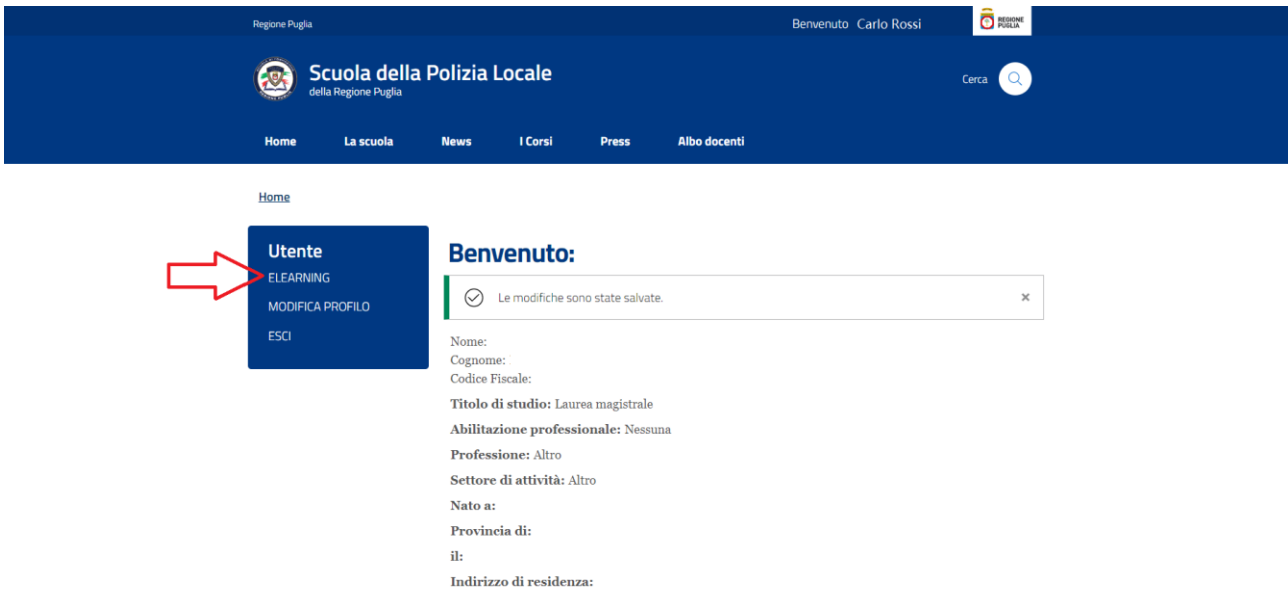 Regione Puglia
Benvenuto Carlo Rossi
REGIONE
PUGLIA
Scuola della Polizia Locale
della Regione Puglia
Cerca
Home La scuola News I Corsi Press Albo docenti
Home
Utente
ELEARNING
MODIFICA PROFILO
ESCI
Benvenuto:
Le modifiche sono state salvate.
Nome:
Cognome:
Codice Fiscale:
Titolo di studio: Laurea magistrale
Abilitazione professionale: Nessuna
Professione: Altro
Settore di attività: Altro
Nato a:
Provincia di:
il:
Indirizzo di residenza: